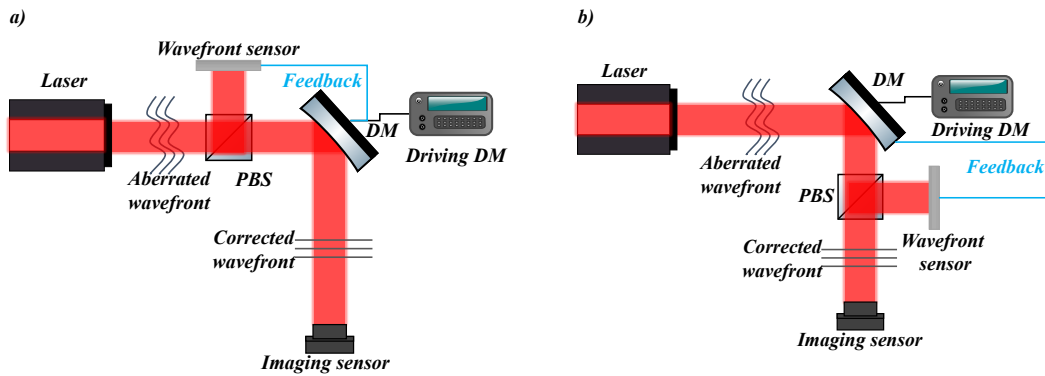 a)
Wavefront sensor
Laser
Feedback
DM
Driving DM
PBS
Aberrated
wavefront
Corrected
wavefront
Imaging sensor
b)
Laser
DM
Driving DM
Aberrated
wavefront
Feedback
PBS
Wavefront
sensor
Corrected
wavefront
Imaging sensor